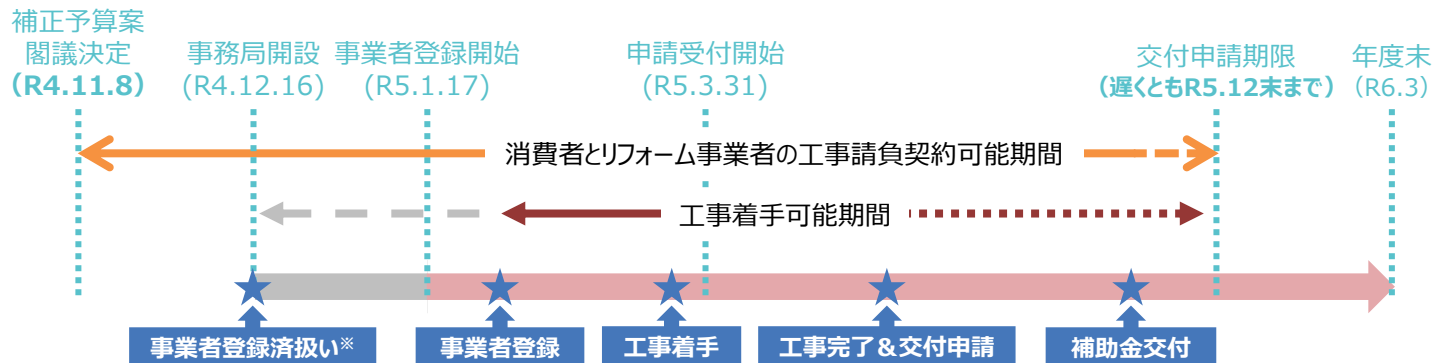 補正予算案
閣議決定
（R4.11.8）
事務局開設
(R4.12.16)
事業者登録開始
(R5.1.17)
申請受付開始
(R5.3.31)
交付申請期限
（遅くともR5.12末まで）
年度末
（R6.3）
消費者とリフォーム事業者の工事請負契約可能期間
工事着手可能期間
事業者登録済扱い※
事業者登録
工事着手
工事完了＆交付申請
補助金交付